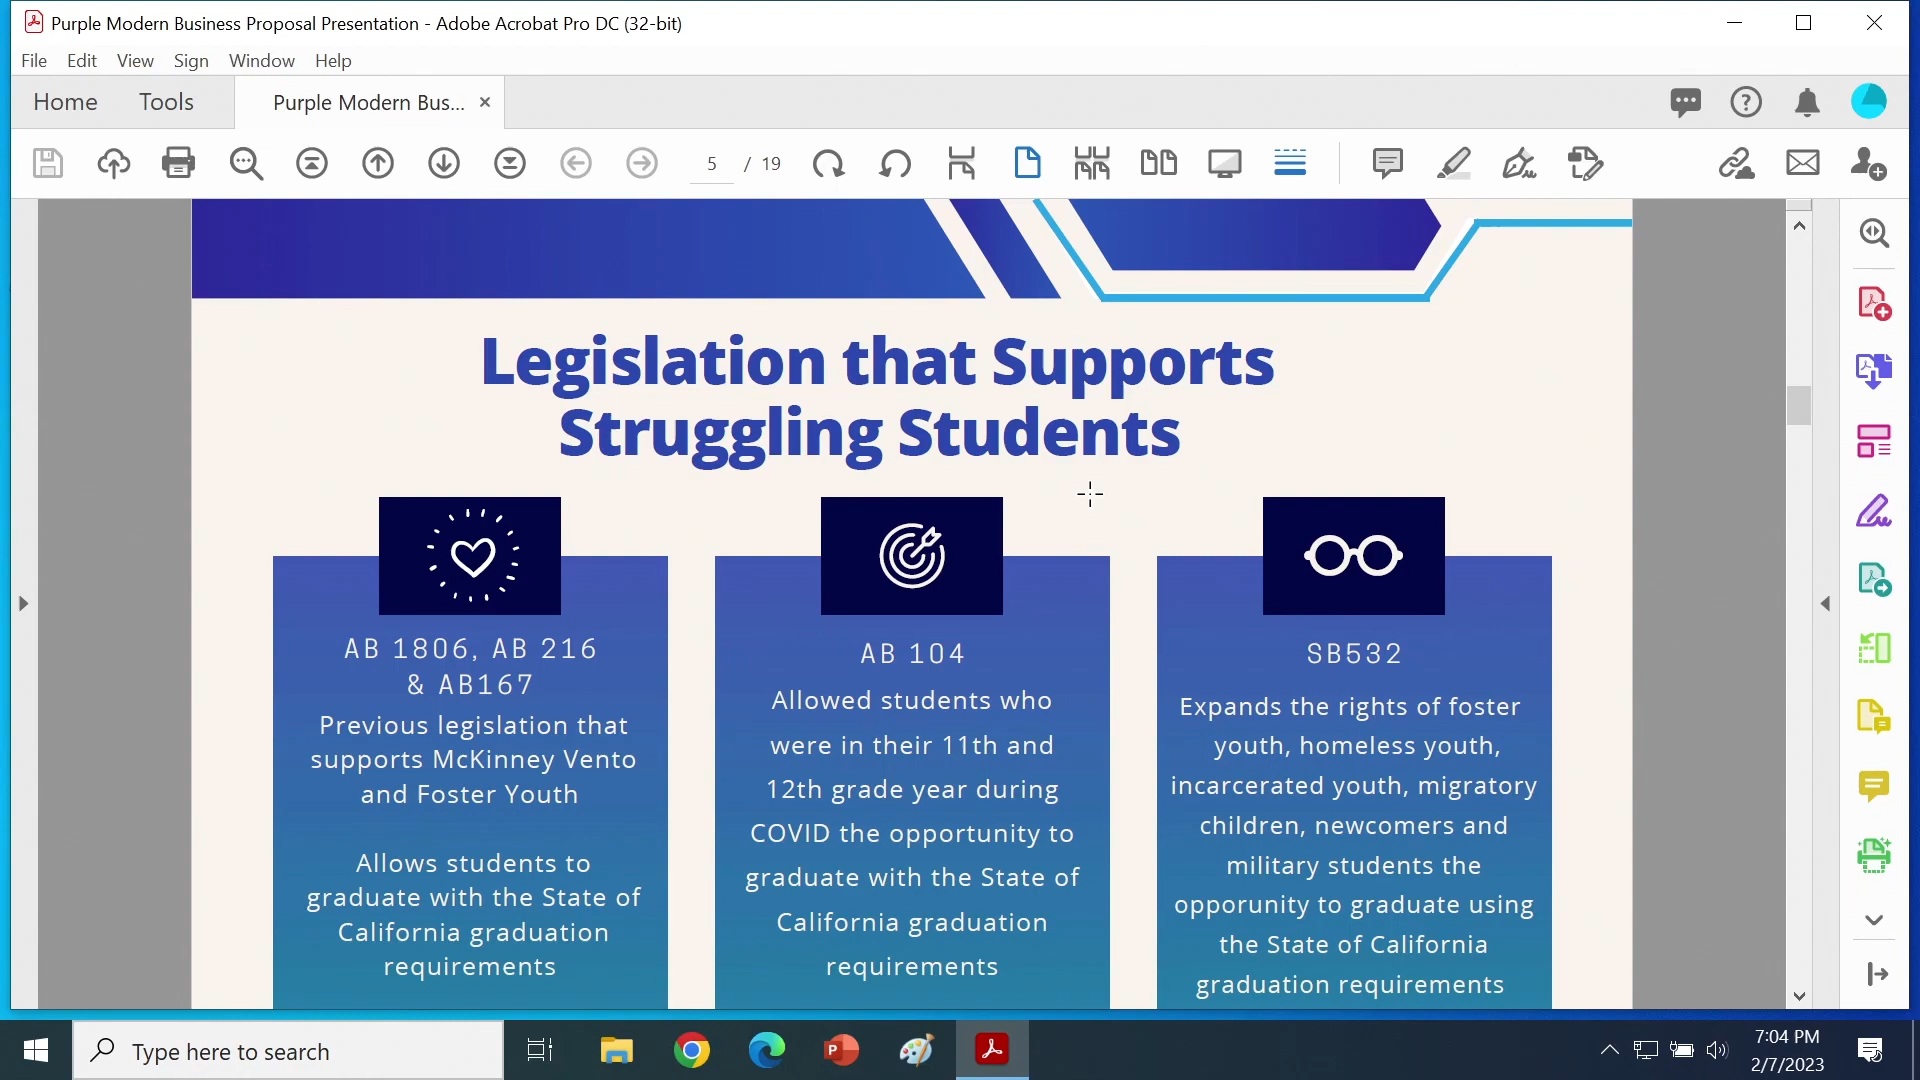 Purple Modern Business Proposal Presentation - Adobe Acrobat Pro DC (32-bit)
File Edit View Sign Window Help
Home Tools Purple Modern Bus... ×
5 / 19
Legislation that Supports
Struggling Students
AB 1806, AB 216
& AB167
Previous legislation that
supports McKinney Vento
and Foster Youth
Allows students to
graduate with the State of
California graduation
requirements
AB 104
Allowed students who
were in their 11th and
12th grade year during
COVID the opportunity to
graduate with the State of
California graduation
requirements
SB532
Expands the rights of foster
youth, homeless youth,
incarcerated youth, migratory
children, newcomers and
military students the
opporunity to graduate using
the State of California
graduation requirements
Type here to search
7:04 PM
2/7/2023